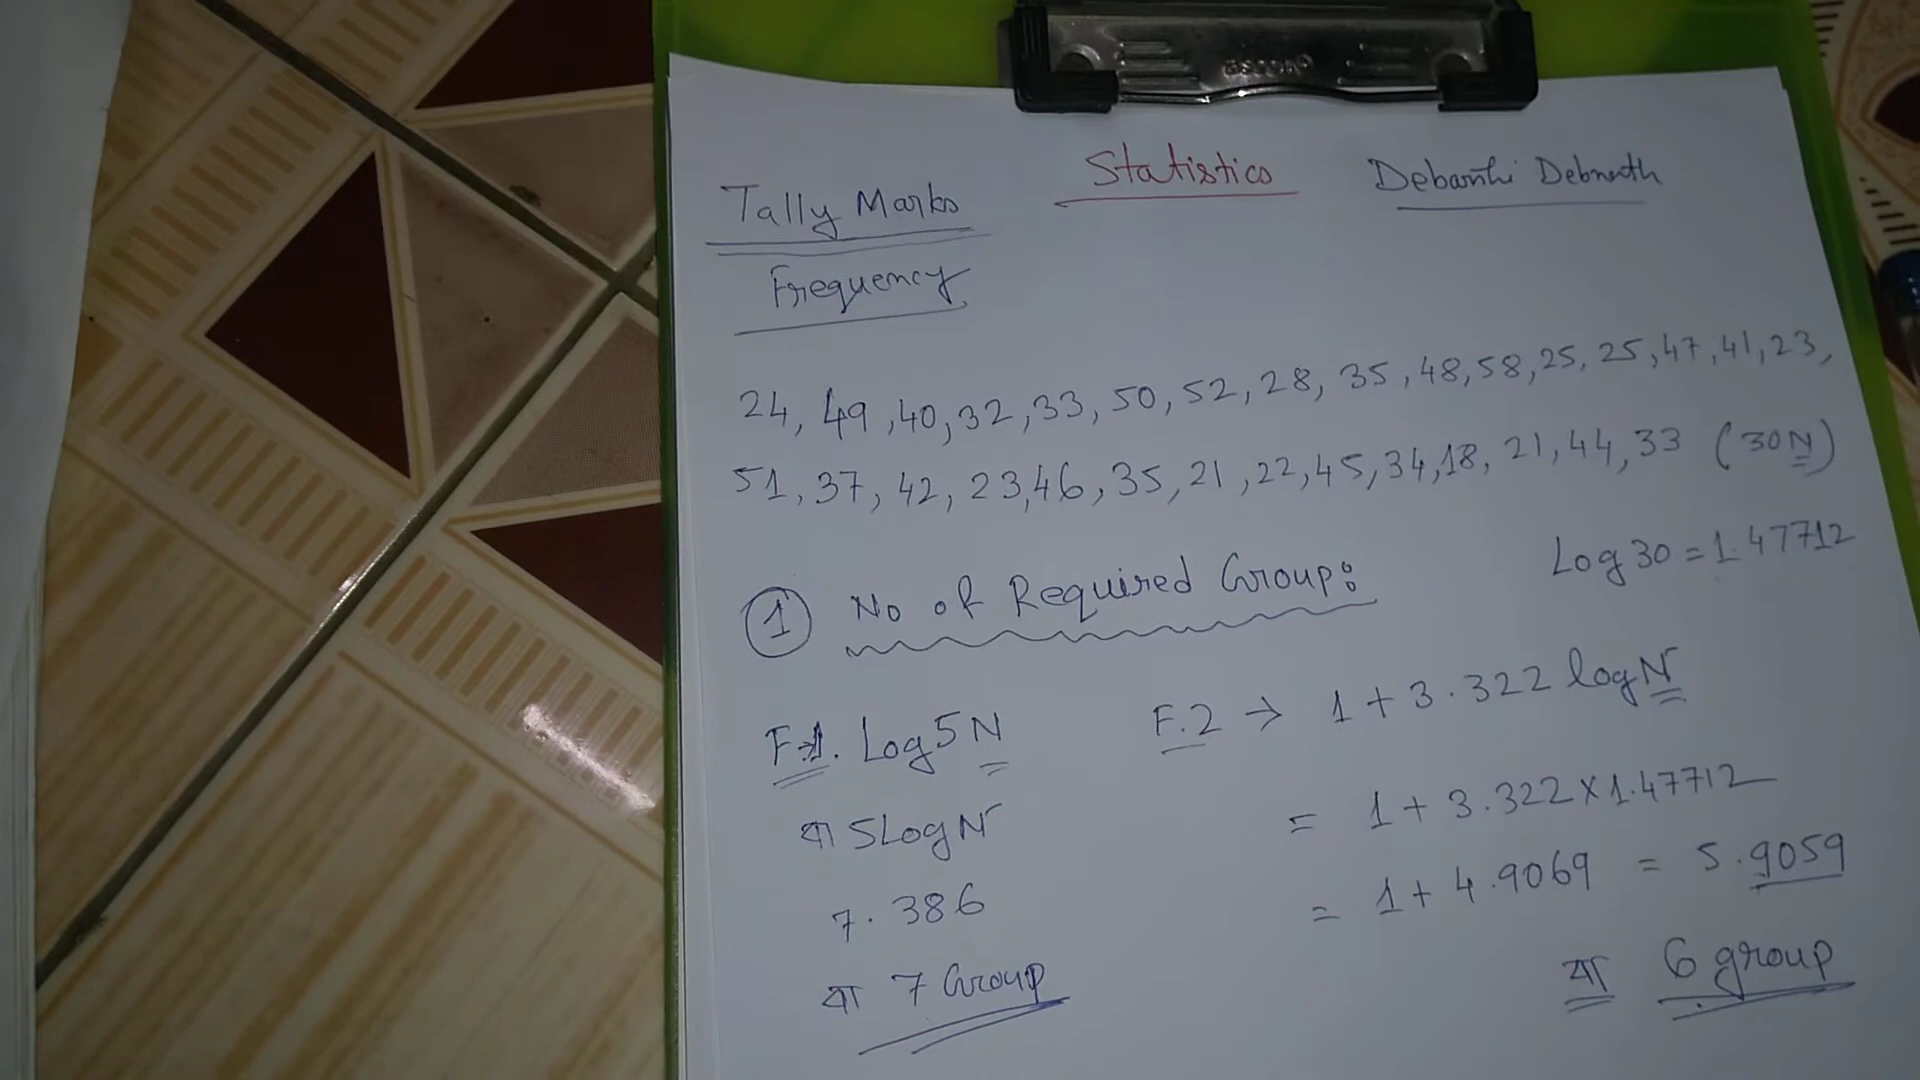 Statistics
Debanhi Debnath
Tally Marks
Frequency
24, 49, 40, 32, 33, 50, 52, 28, 35, 48, 58, 25, 25, 47, 41, 23,
51, 37, 42, 23, 46, 35, 21, 22, 45, 34, 18, 21, 44, 33 (30N)
Log 30 = 1.47712
① No of Required Group:
F.1. Log 5 N
বা 5 Log N
7.386
বা 7 Group
F.2 → 1 + 3.322 log N
= 1 + 3.322 × 1.47712
= 1 + 4.9069 = 5.9059
বা 6 group